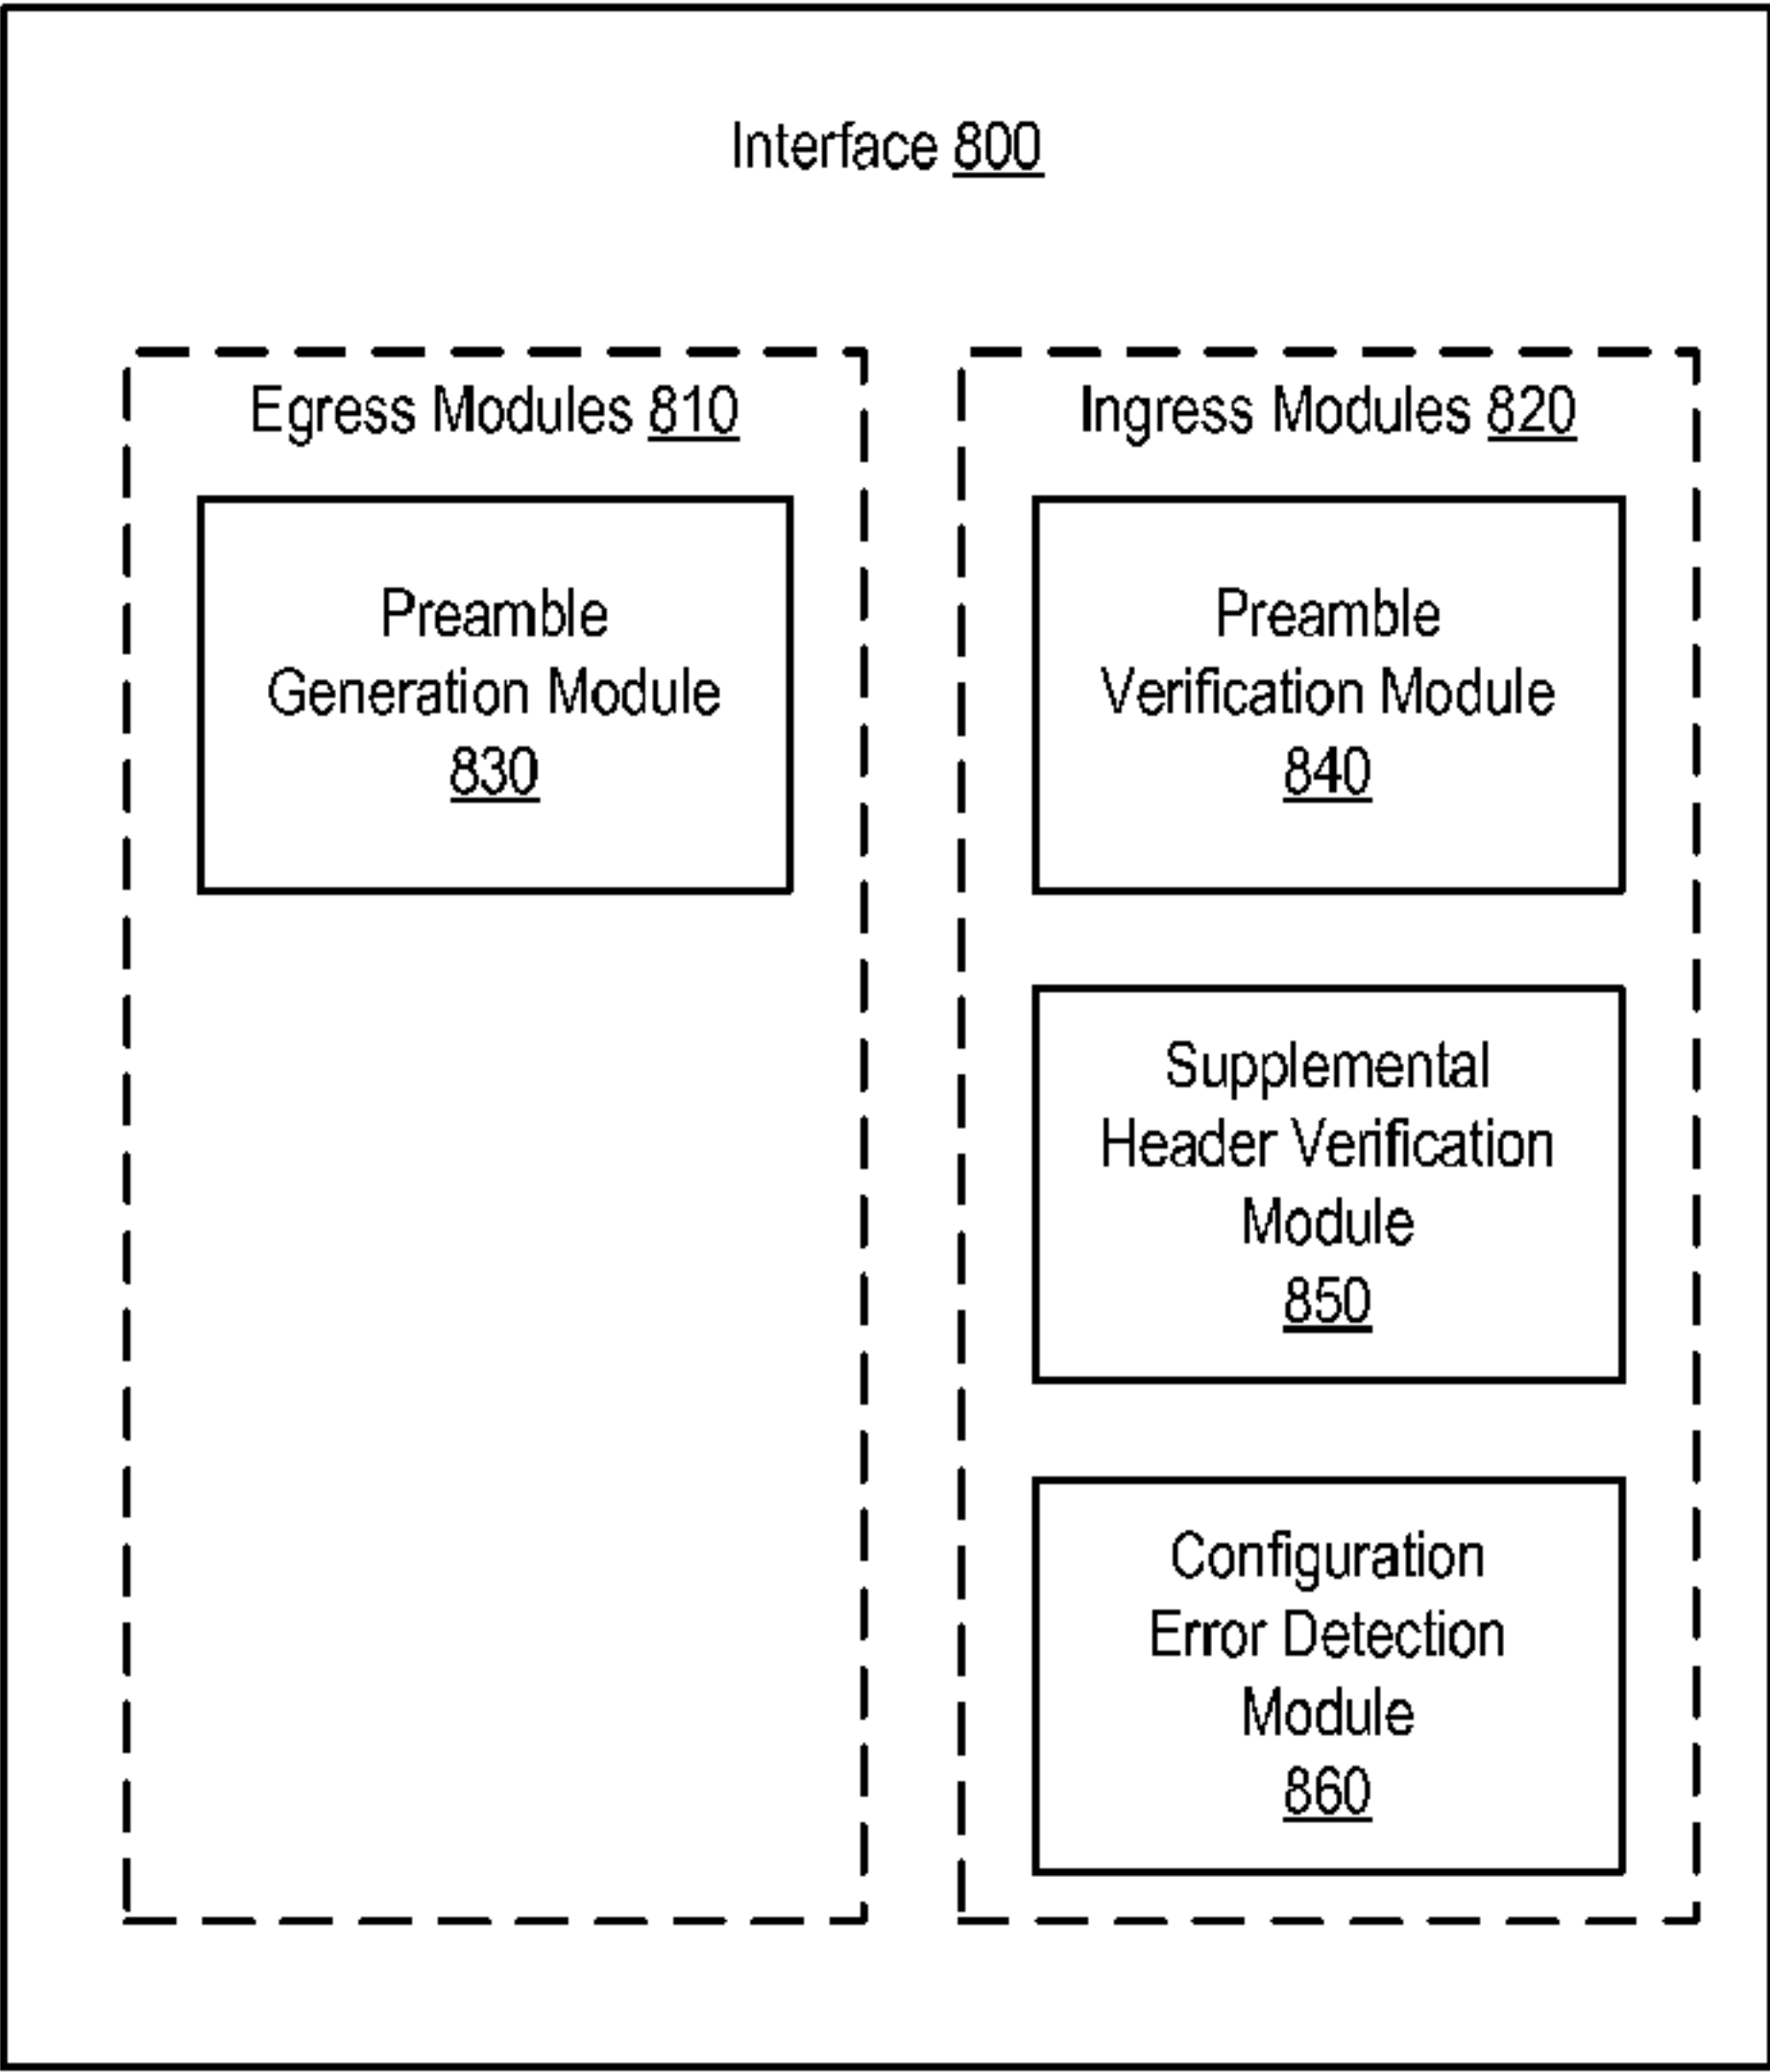 Interface 800
Egress Modules 810
Preamble
Generation Module
830
Ingress Modules 820
Preamble
Verification Module
840
Supplemental
Header Verification
Module
850
Configuration
Error Detection
Module
860